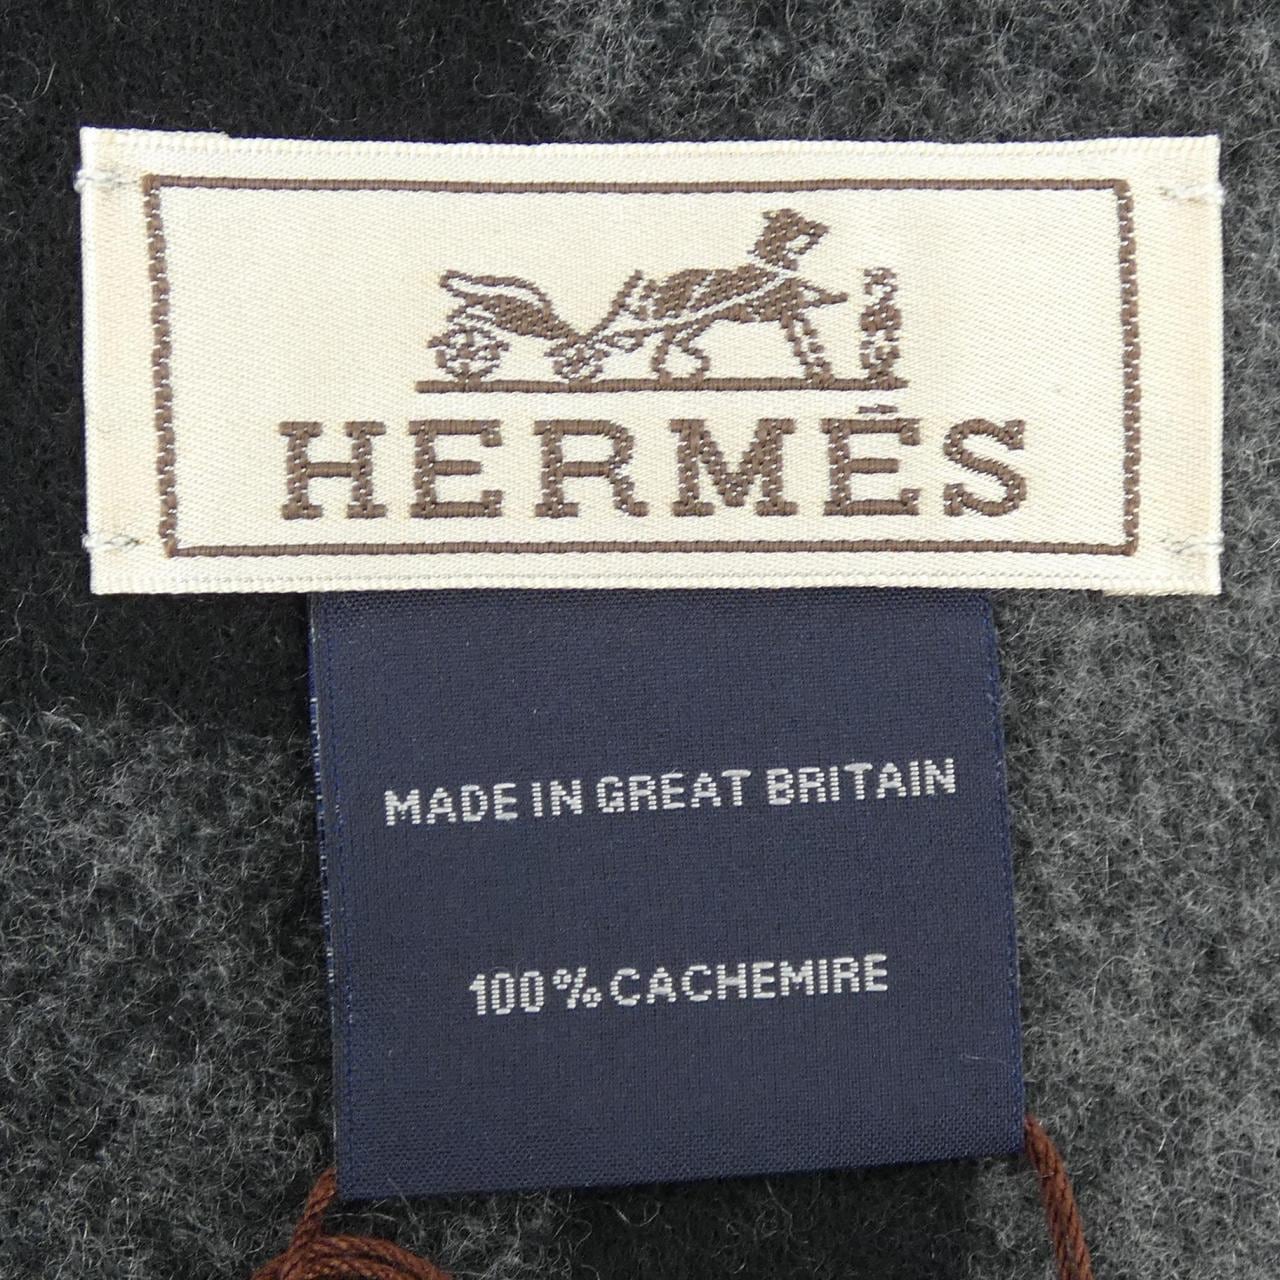 HERMÈS
MADE IN GREAT BRITAIN
100% CACHEMIRE